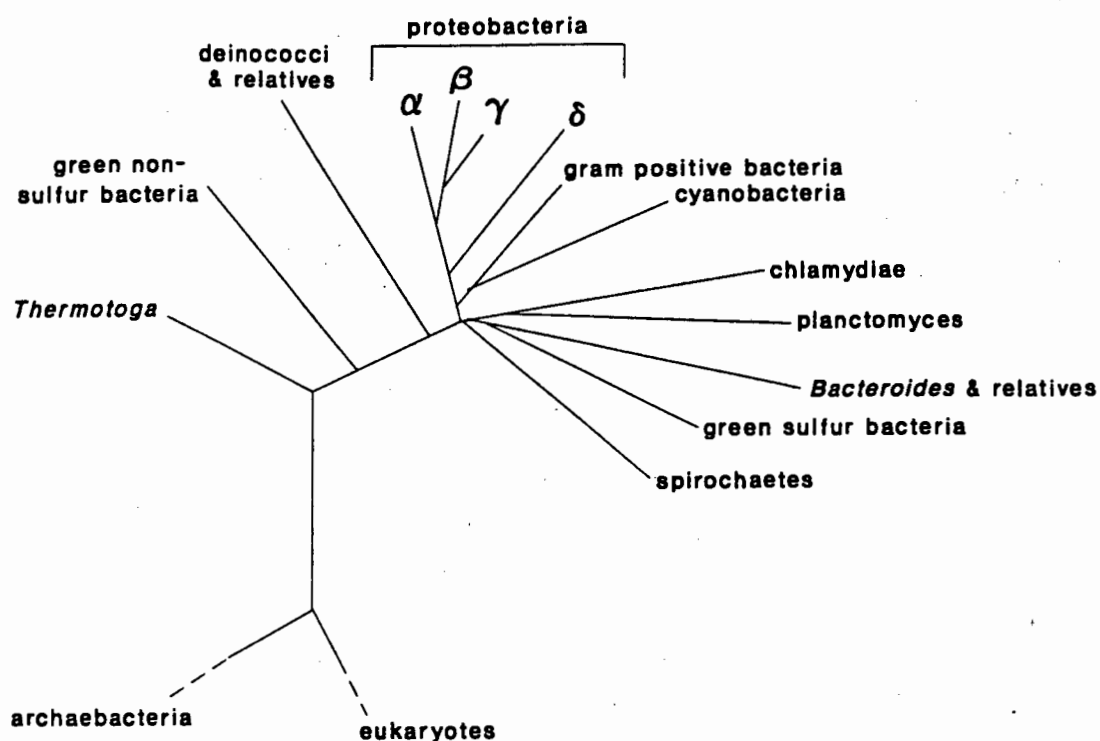 proteobacteria
deinococci
& relatives
α
β
γ
δ
green non-
sulfur bacteria
gram positive bacteria
cyanobacteria
chlamydiae
Thermotoga
planctomyces
Bacteroides & relatives
green sulfur bacteria
spirochaetes
archaebacteria
eukaryotes